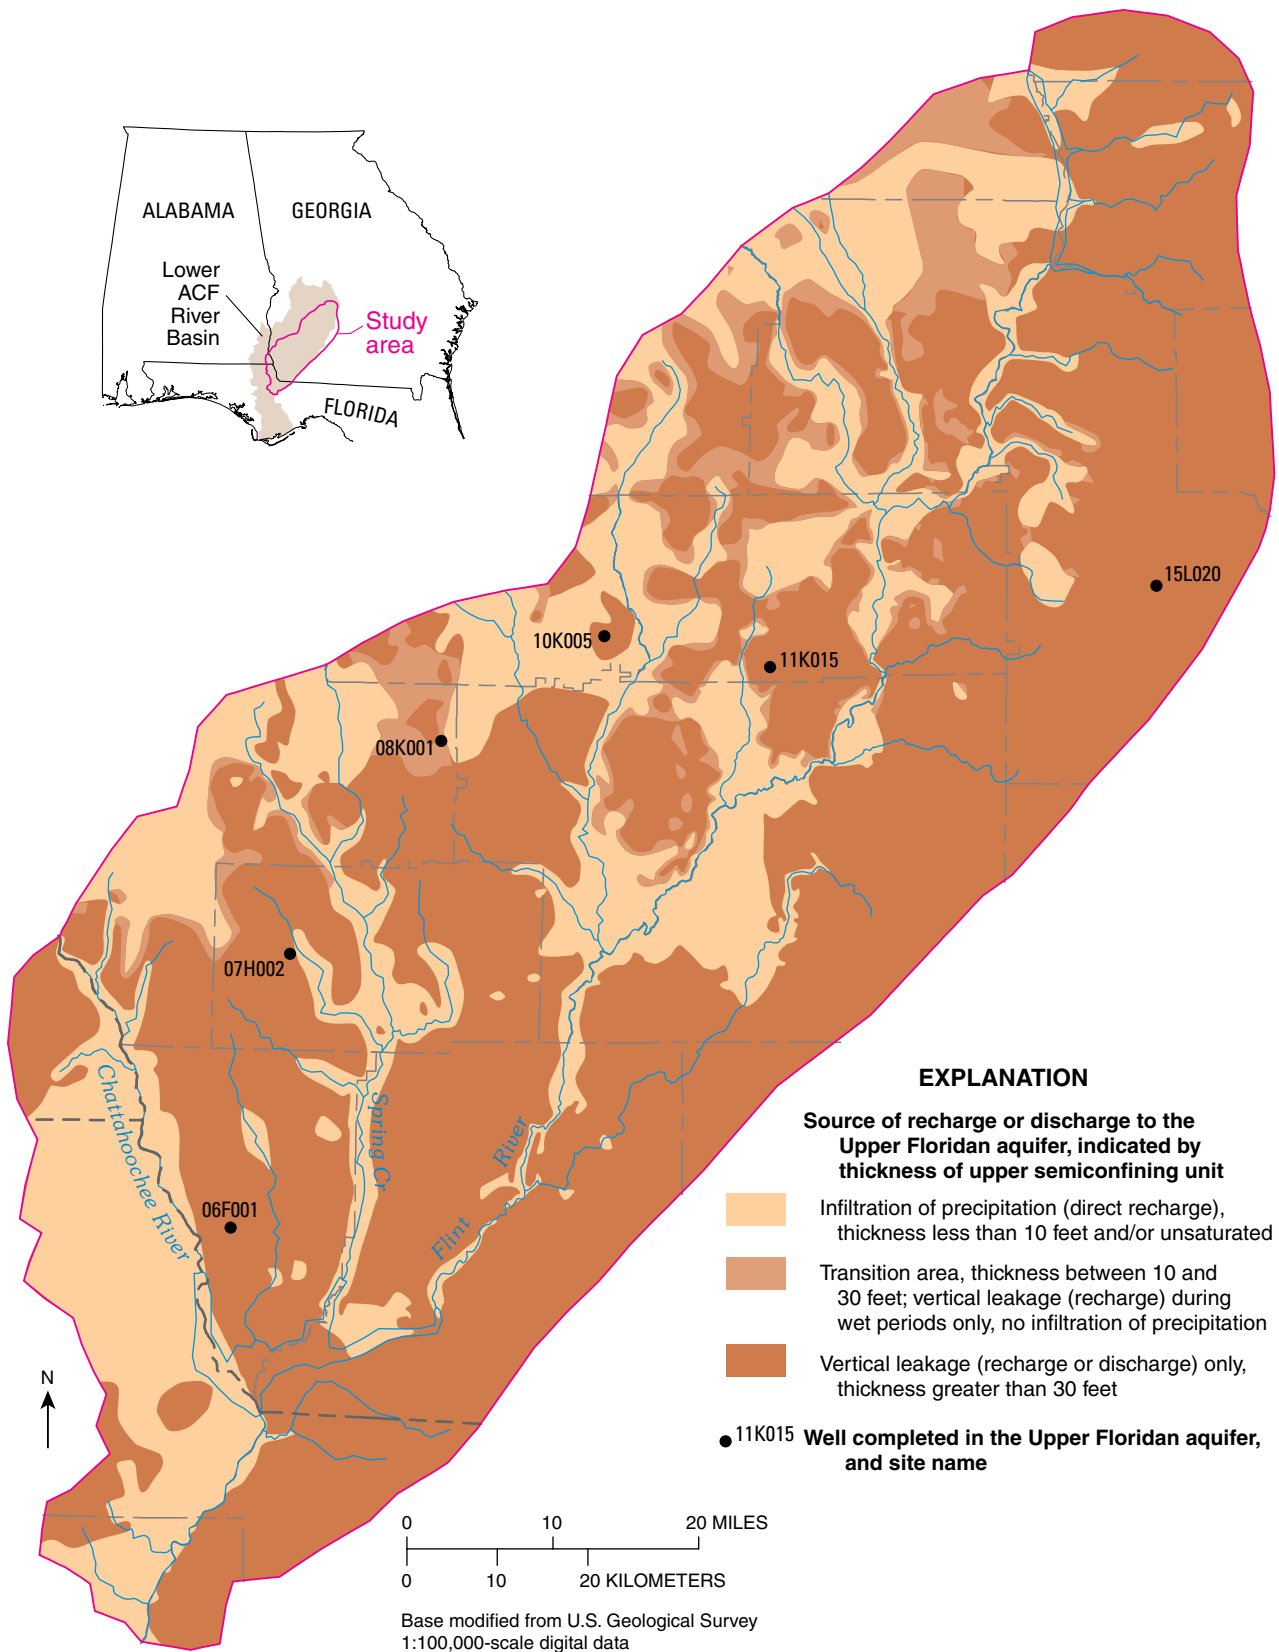 ALABAMA
GEORGIA
Lower
ACF
River
Basin
Study
area
FLORIDA
15L020
10K005
11K015
08K001
07H002
06F001
Chattahoochee River
Spring Cr
River
Flint
N
EXPLANATION
Source of recharge or discharge to the
Upper Floridan aquifer, indicated by
thickness of upper semiconfining unit
Infiltration of precipitation (direct recharge),
thickness less than 10 feet and/or unsaturated
Transition area, thickness between 10 and
30 feet; vertical leakage (recharge) during
wet periods only, no infiltration of precipitation
Vertical leakage (recharge or discharge) only,
thickness greater than 30 feet
11K015 Well completed in the Upper Floridan aquifer,
and site name
0 10 20 MILES
0 10 20 KILOMETERS
Base modified from U.S. Geological Survey
1:100,000-scale digital data